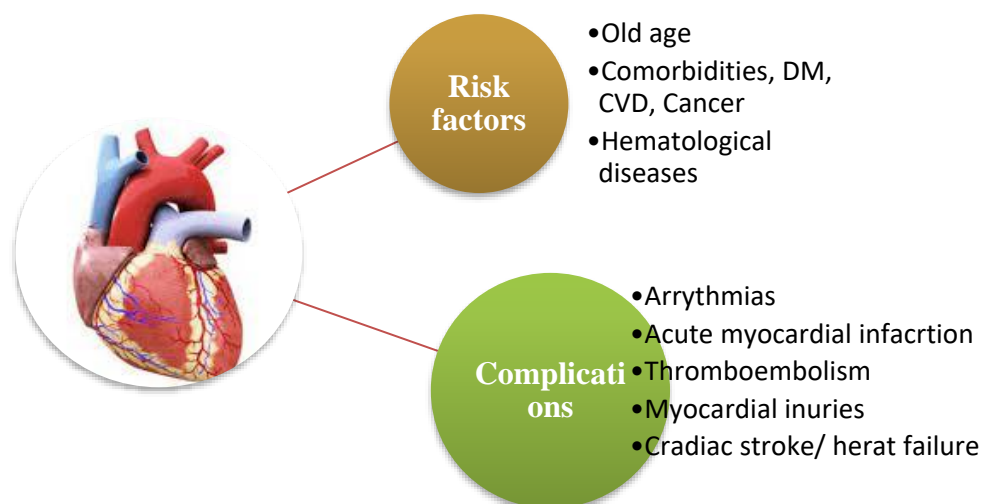 Risk
factors
•Old age
•Comorbidities, DM,
CVD, Cancer
•Hematological
diseases
Complicati
ons
•Arrythmias
•Acute myocardial infacrtion
•Thromboembolism
•Myocardial inuries
•Cradiac stroke/ herat failure